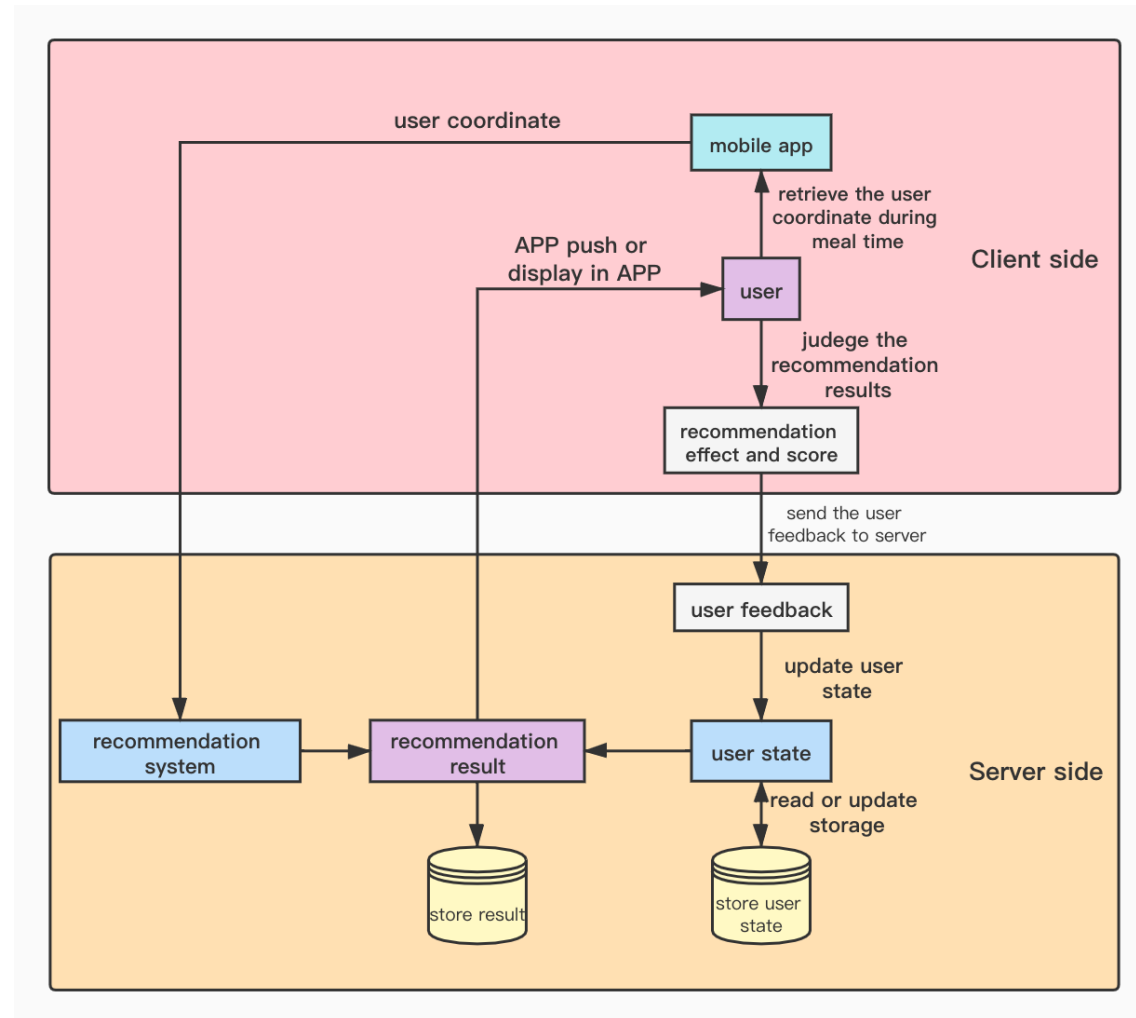 user coordinate
mobile app
retrieve the user
coordinate during
meal time
APP push or
display in APP
Client side
user
judege the
recommendation
results
recommendation
effect and score
send the user
feedback to server
user feedback
update user
state
recommendation
system
recommendation
result
user state
Server side
read or update
storage
store result
store user
state